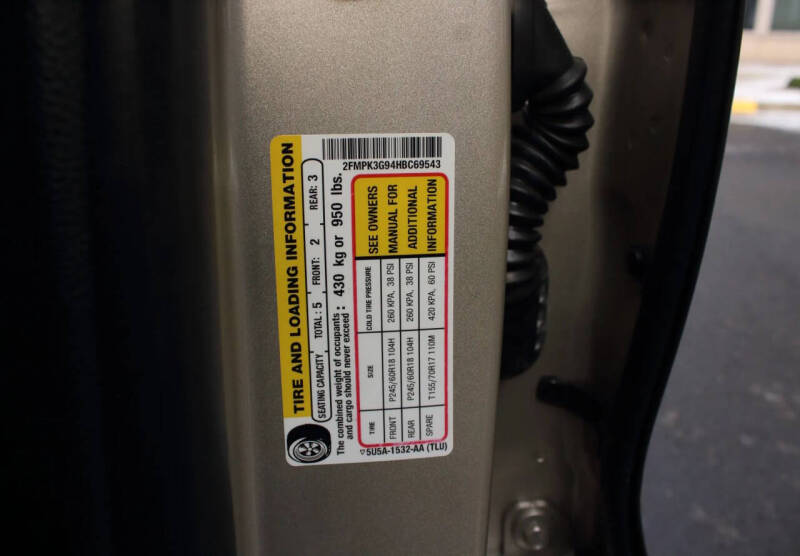 2FMPK3G94HBC69543
TIRE AND LOADING INFORMATION
SEATING CAPACITY TOTAL: 5 FRONT: 2 REAR: 3
The combined weight of occupants
and cargo should never exceed: 430 kg or 950 lbs.
TIRE SIZE COLD TIRE PRESSURE SEE OWNERS
FRONT P245/60R18 104H 260 KPA, 38 PSI MANUAL FOR
REAR P245/60R18 104H 260 KPA, 38 PSI ADDITIONAL
SPARE T155/70R17 110M 420 KPA, 60 PSI INFORMATION
5U5A-1532-AA (TLU)